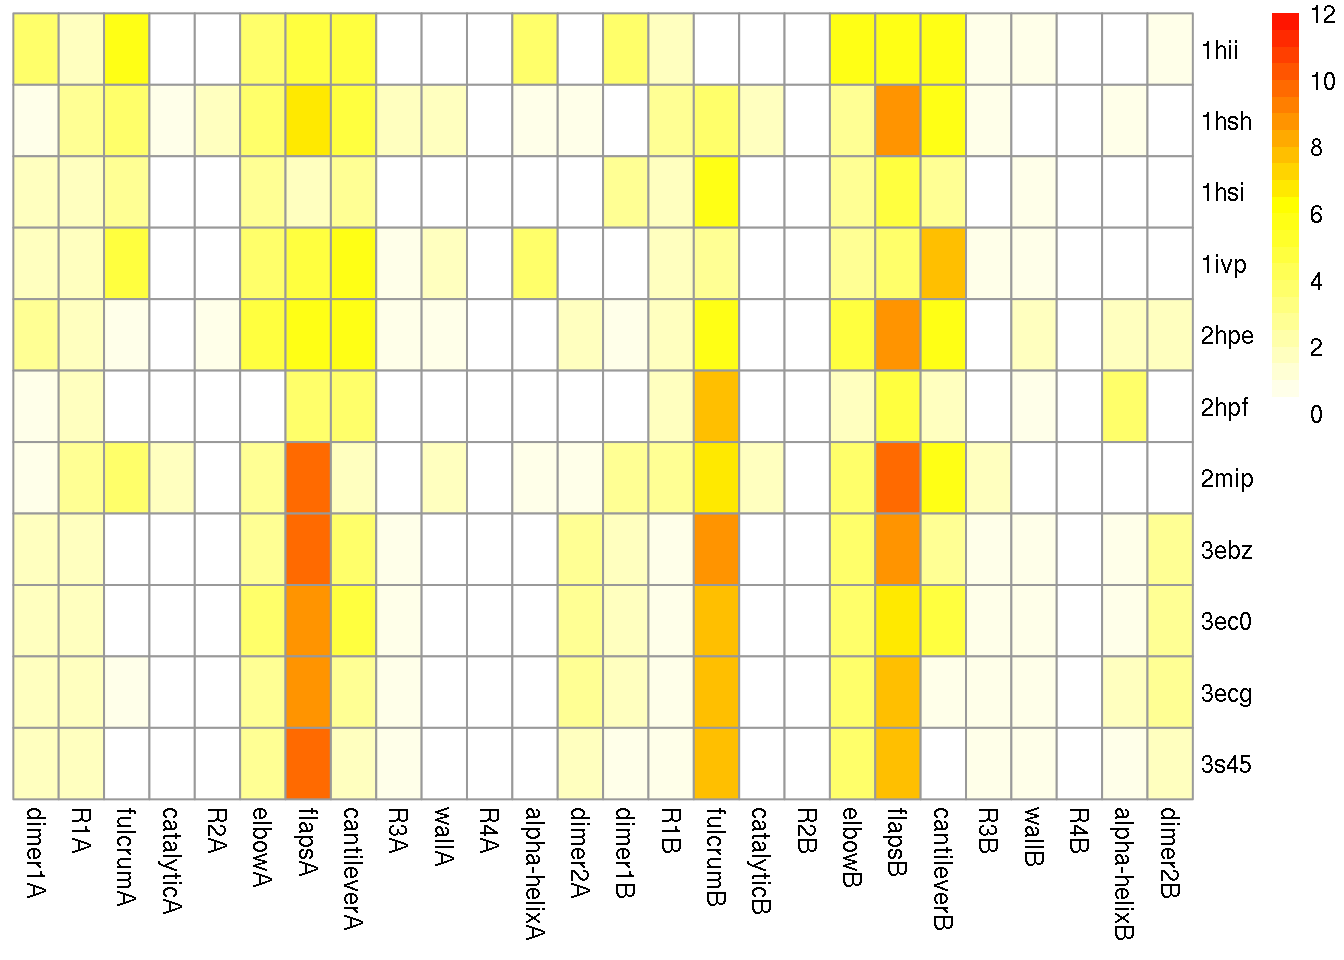 12
10
8
6
4
2
0
1hii
1hsh
1hsi
1ivp
2hpe
2hpf
2mip
3ebz
3ec0
3ecg
3s45
dimer1A
R1A
fulcrumA
catalyticA
R2A
elbowA
flapsA
cantileverA
R3A
wallA
R4A
alpha-helixA
dimer2A
dimer1B
R1B
fulcrumB
catalyticB
R2B
elbowB
flapsB
cantileverB
R3B
wallB
R4B
alpha-helixB
dimer2B